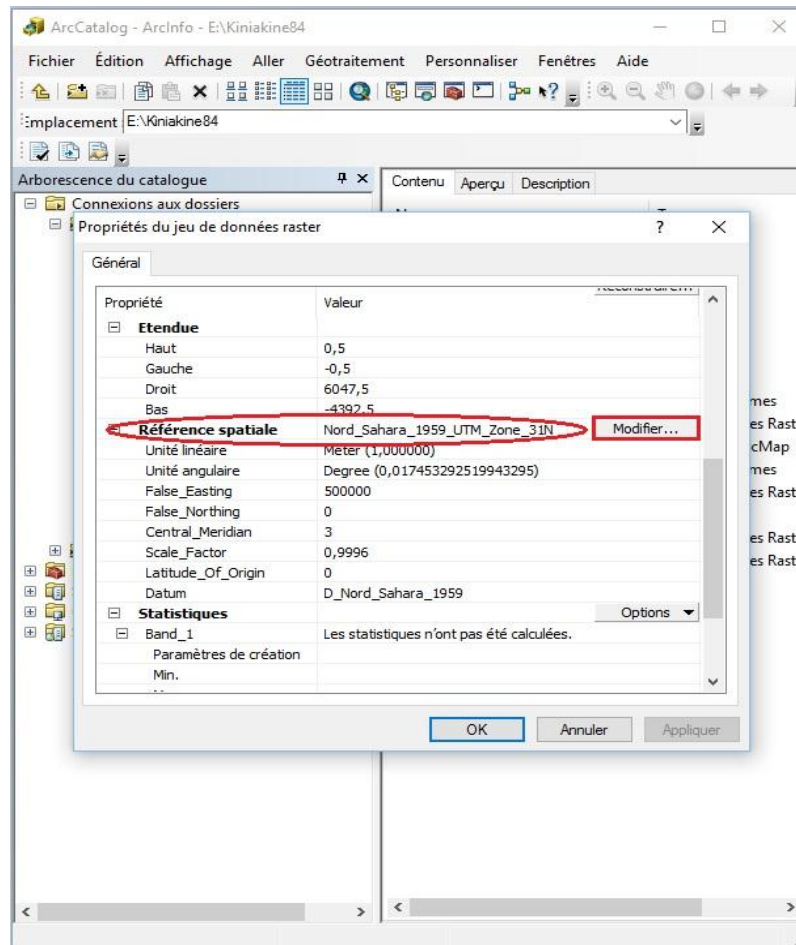 ArcCatalog - ArcInfo - E:\Kiniakine84
Fichier Édition Affichage Aller Géotraitement Personnaliser Fenêtres Aide
Emplacement E:\Kiniakine84
Arborescence du catalogue
Contenu Aperçu Description
Connexions aux dossiers
Propriétés du jeu de données raster
Général
Propriété Valeur
Etendue
Haut 0,5
Gauche -0,5
Droit 6047,5
Bas -4392,5
Référence spatiale Nord_Sahara_1959_UTM_Zone_31N Modifier...
Unité linéaire Meter (1,000000)
Unité angulaire Degree (0,017453292519943295)
False_Easting 500000
False_Northing 0
Central_Meridian 3
Scale_Factor 0,9996
Latitude_Of_Origin 0
Datum D_Nord_Sahara_1959
Statistiques Options
Band_1 Les statistiques n'ont pas été calculées.
Paramètres de création
Min.
OK Annuler Appliquer
mes
es Rast
cMap
mes
es Rast
es Rast
es Rast